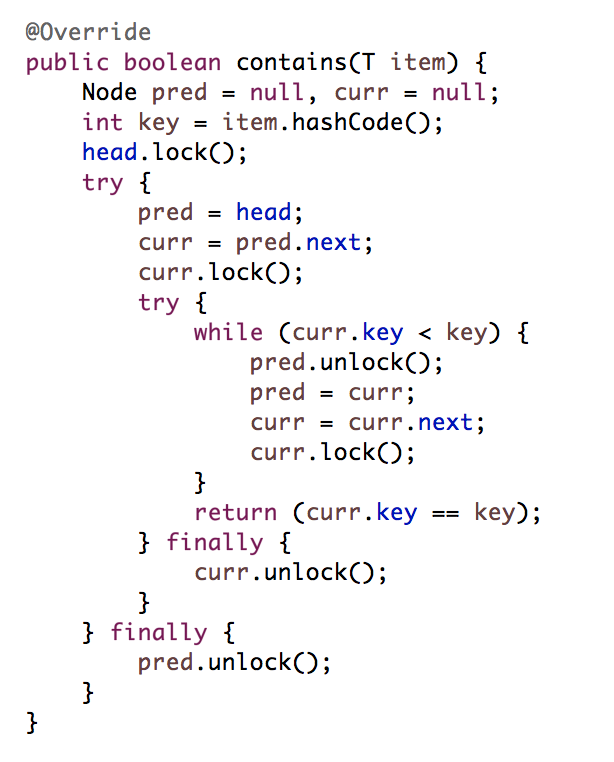 @Override
public boolean contains(T item) {
    Node pred = null, curr = null;
    int key = item.hashCode();
    head.lock();
    try {
        pred = head;
        curr = pred.next;
        curr.lock();
        try {
            while (curr.key < key) {
                pred.unlock();
                pred = curr;
                curr = curr.next;
                curr.lock();
            }
            return (curr.key == key);
        } finally {
            curr.unlock();
        }
    } finally {
        pred.unlock();
    }
}